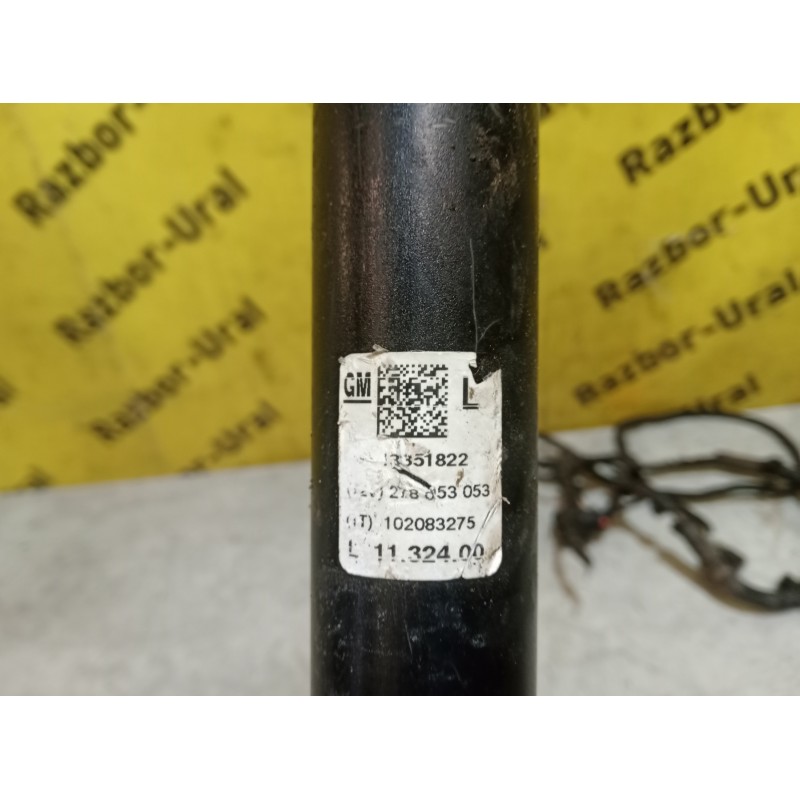 Razbor-Ural
Razbor-Ural
Razbor-Ural
Razbor-Ural
Razbor-Ural
GM L
13351822
278 853 053
(1T) 102083275
L 11.324.00